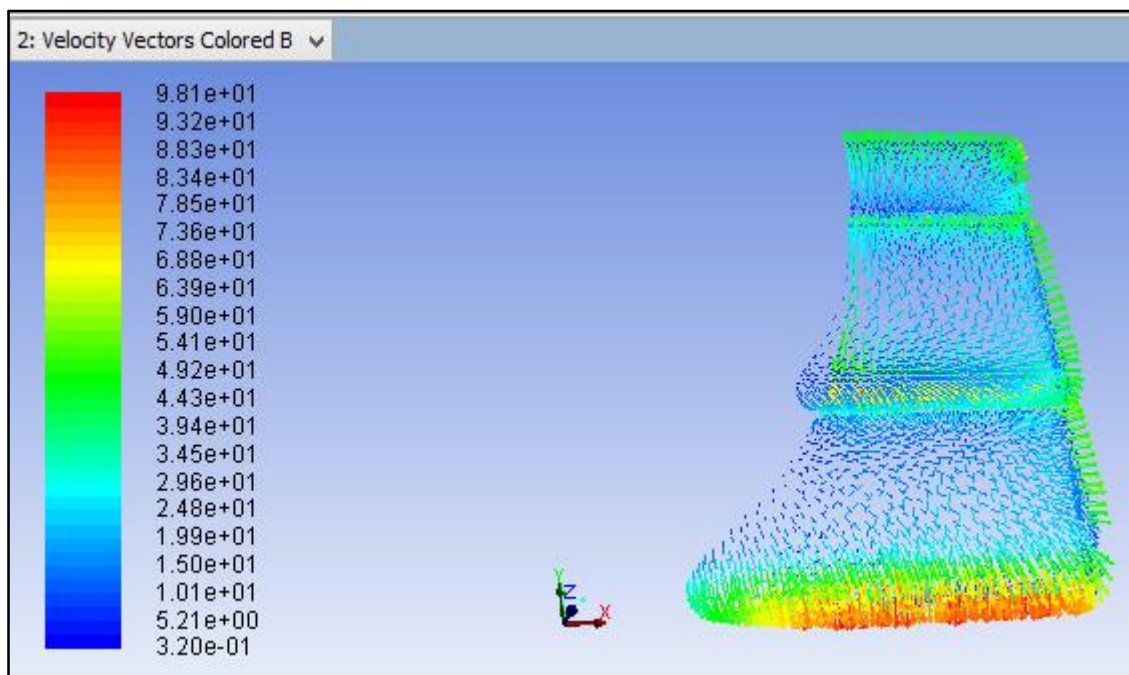 2: Velocity Vectors Colored B
9.81e+01
9.32e+01
8.83e+01
8.34e+01
7.85e+01
7.36e+01
6.88e+01
6.39e+01
5.90e+01
5.41e+01
4.92e+01
4.43e+01
3.94e+01
3.45e+01
2.96e+01
2.48e+01
1.99e+01
1.50e+01
1.01e+01
5.21e+00
3.20e-01
Y
Z
X